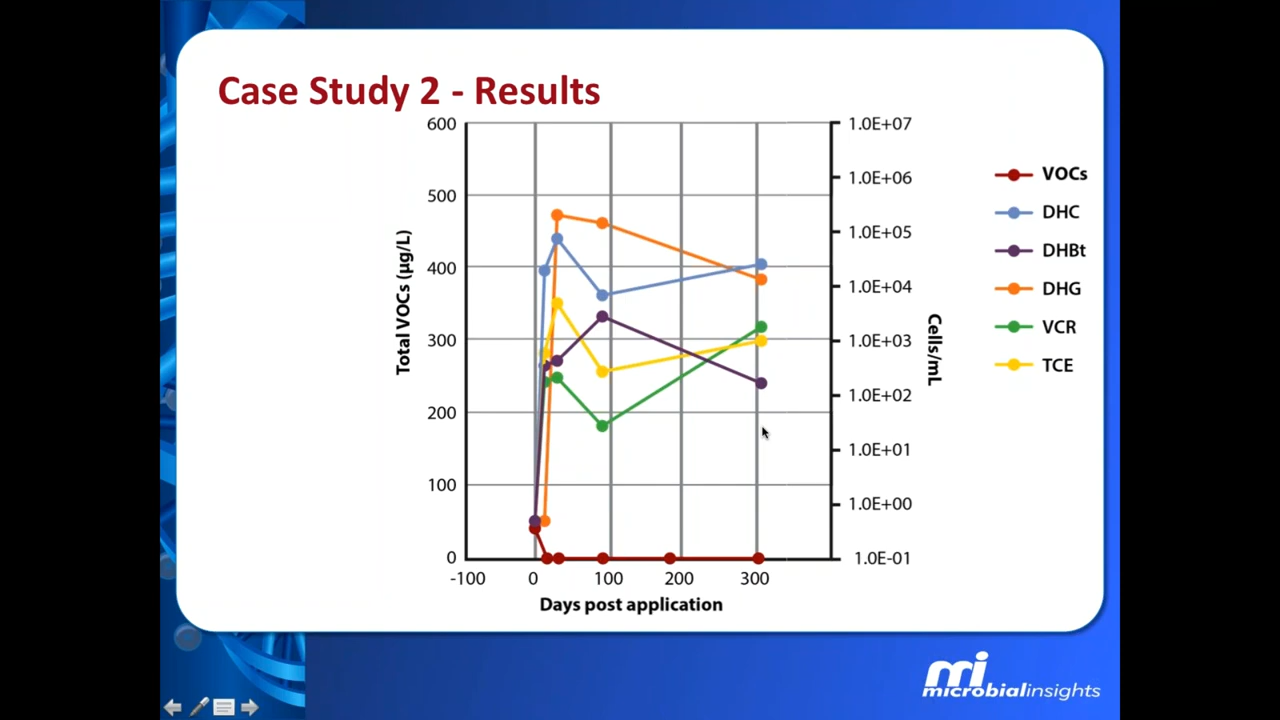 Case Study 2 - Results
600
500
400
300
200
100
0
Total VOCs (µg/L)
-100
0
100
200
300
Days post application
1.0E+07
1.0E+06
1.0E+05
1.0E+04
1.0E+03
1.0E+02
1.0E+01
1.0E+00
1.0E-01
Cells/mL
VOCs
DHC
DHBt
DHG
VCR
TCE
mi
microbialinsights